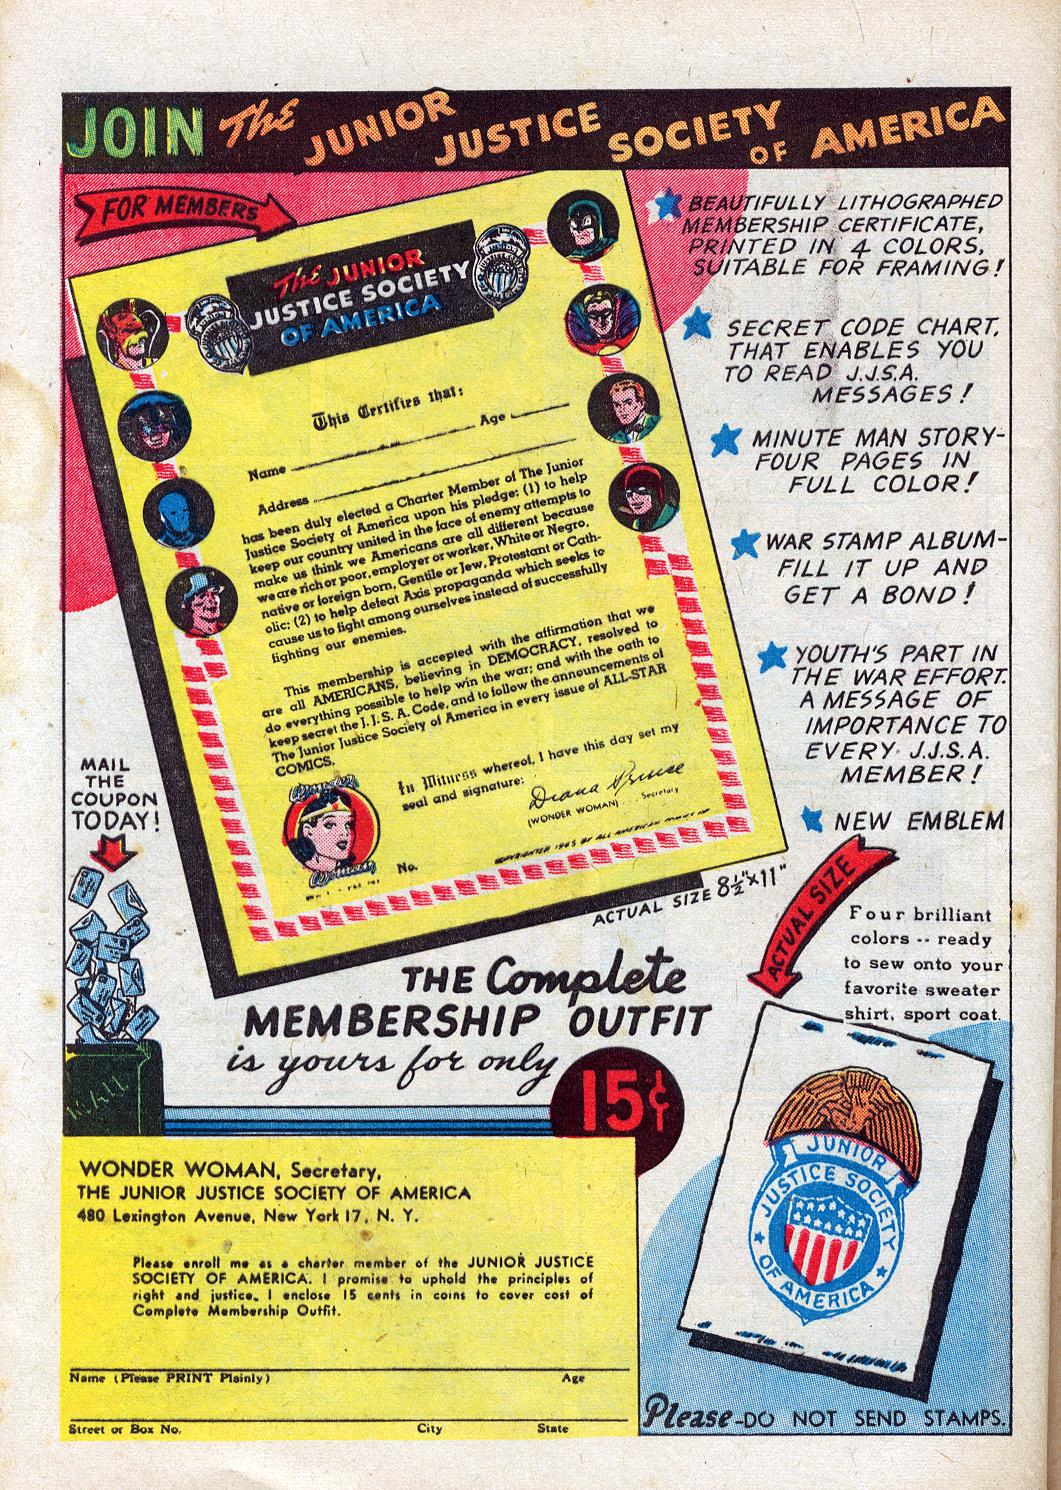 JOIN The JUNIOR JUSTICE SOCIETY OF AMERICA
FOR MEMBERS
The JUNIOR
JUSTICE SOCIETY
OF AMERICA
This Certifies that:
Age
Name
Address
has been duly elected a Charter Member of The Junior
Justice Society of America upon his pledge: (1) to help
keep our country united in the face of enemy attempts to
make us think we Americans are all different because
we are rich or poor, employer or worker, White or Negro,
native or foreign born, Gentile or Jew, Protestant or Cath-
olic; (2) to help defeat Axis propaganda which seeks to
cause us to fight among ourselves instead of successfully
fighting our enemies.
This membership is accepted with the affirmation that we
are all AMERICANS, believing in DEMOCRACY, resolved to
do everything possible to help win the war; and with the oath to
keep secret the J. J. S. A. Code, and to follow the announcements of
The Junior Justice Society of America in every issue of ALL-STAR
COMICS.
In Witness whereof, I have this day set my
seal and signature:
Diana Prince
(WONDER WOMAN) . . . Secretary
Wonder
Woman
No.
ACTUAL SIZE 8½"x11"
BEAUTIFULLY LITHOGRAPHED
MEMBERSHIP CERTIFICATE,
PRINTED IN 4 COLORS,
SUITABLE FOR FRAMING!
SECRET CODE CHART,
THAT ENABLES YOU
TO READ J.J.S.A.
MESSAGES!
MINUTE MAN STORY-
FOUR PAGES IN
FULL COLOR!
WAR STAMP ALBUM-
FILL IT UP AND
GET A BOND!
YOUTH'S PART IN
THE WAR EFFORT.
A MESSAGE OF
IMPORTANCE TO
EVERY J.J.S.A.
MEMBER!
NEW EMBLEM
ACTUAL SIZE
Four brilliant
colors -- ready
to sew onto your
favorite sweater
shirt, sport coat.
JUNIOR
JUSTICE SOCIETY
OF AMERICA
MAIL
THE
COUPON
TODAY!
MAIL
THE Complete
MEMBERSHIP OUTFIT
is yours for only
15¢
WONDER WOMAN, Secretary,
THE JUNIOR JUSTICE SOCIETY OF AMERICA
480 Lexington Avenue, New York 17, N. Y.
Please enroll me as a charter member of the JUNIOR JUSTICE
SOCIETY OF AMERICA. I promise to uphold the principles of
right and justice. I enclose 15 cents in coins to cover cost of
Complete Membership Outfit.
Name (Please PRINT Plainly) Age
Street or Box No. City State
Please-DO NOT SEND STAMPS.